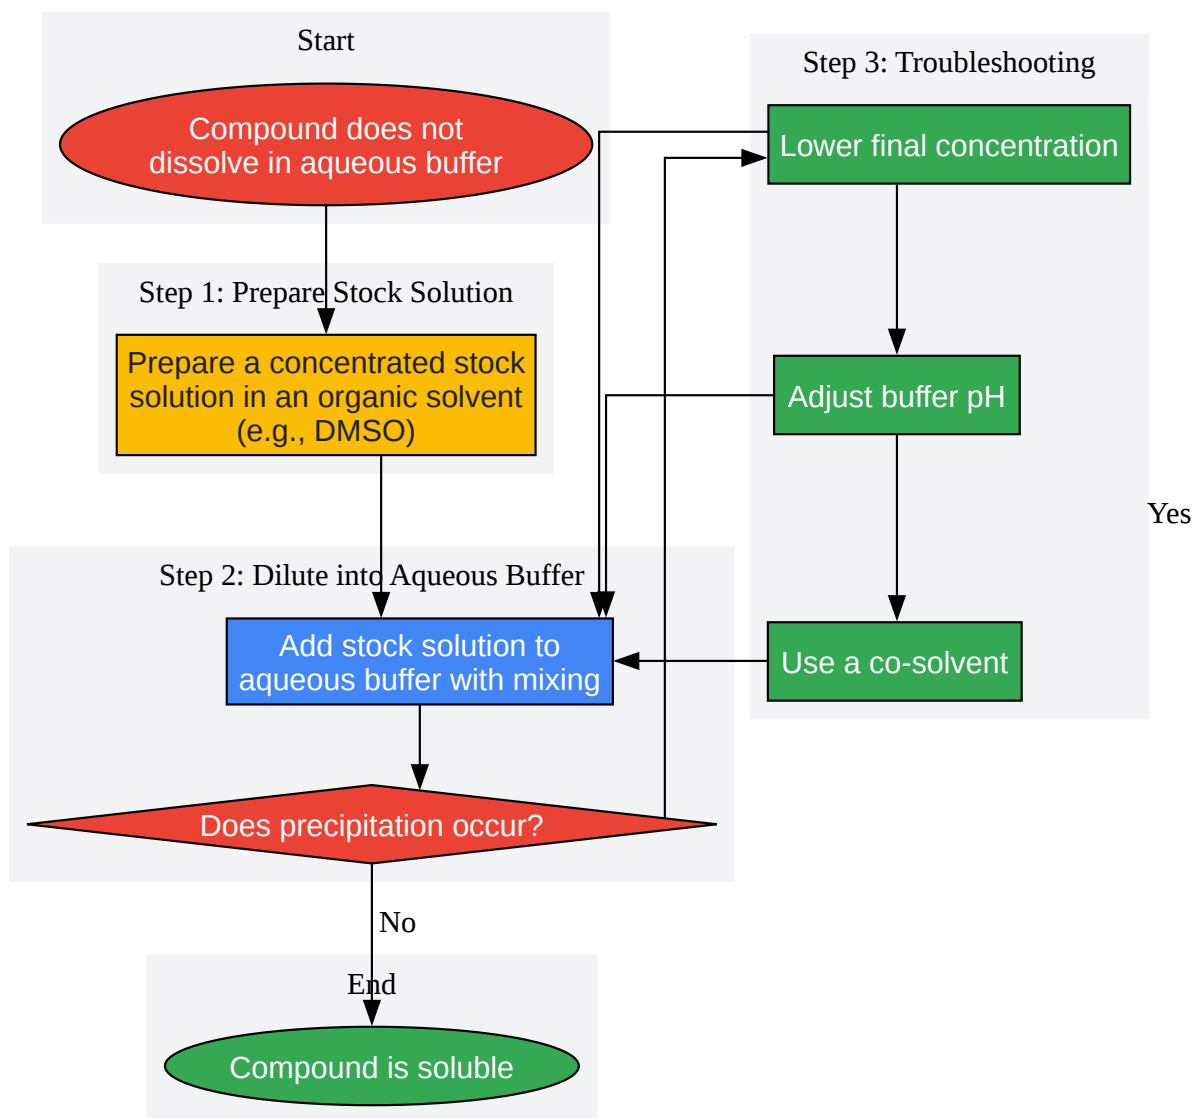 Start
Compound does not
dissolve in aqueous buffer
Step 1: Prepare Stock Solution
Prepare a concentrated stock
solution in an organic solvent
(e.g., DMSO)
Step 2: Dilute into Aqueous Buffer
Add stock solution to
aqueous buffer with mixing
Does precipitation occur?
No
End
Compound is soluble
Step 3: Troubleshooting
Lower final concentration
Adjust buffer pH
Yes
Use a co-solvent